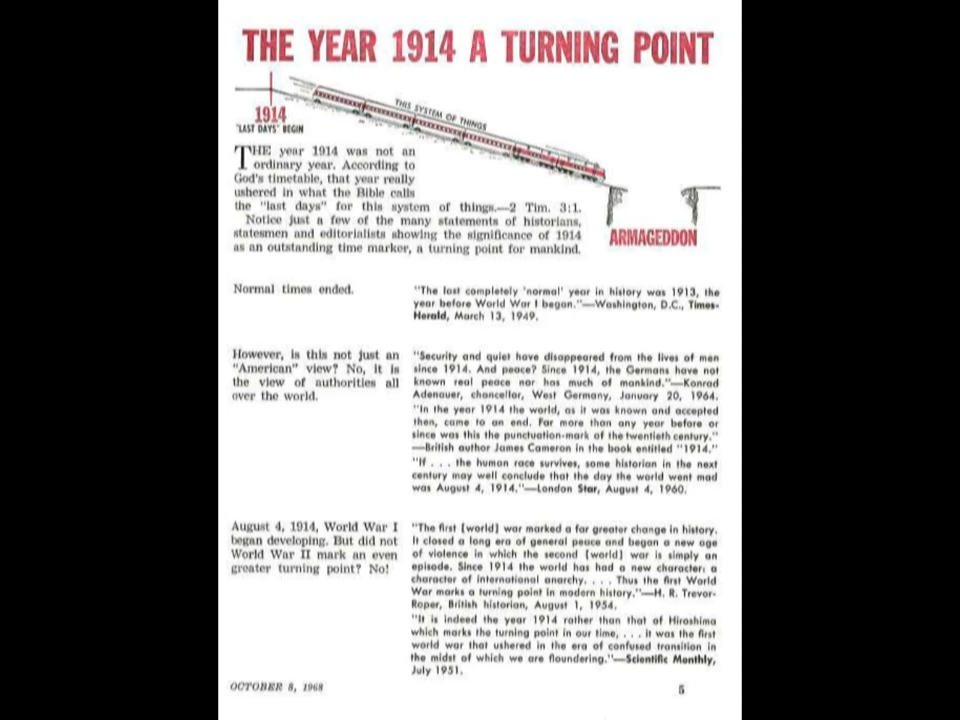 THE YEAR 1914 A TURNING POINT
THIS SYSTEM OF THINGS
1914
"LAST DAYS" BEGIN
THE year 1914 was not an
ordinary year. According to
God's timetable, that year really
ushered in what the Bible calls
the "last days" for this system of things.—2 Tim. 3:1.
Notice just a few of the many statements of historians,
statesmen and editorialists showing the significance of 1914
as an outstanding time marker, a turning point for mankind.
ARMAGEDDON
Normal times ended.
"The last completely 'normal' year in history was 1913, the
year before World War I began."—Washington, D.C., Times-
Herald, March 13, 1949.
However, is this not just an
"American" view? No, it is
the view of authorities all
over the world.
"Security and quiet have disappeared from the lives of men
since 1914. And peace? Since 1914, the Germans have not
known real peace nor has much of mankind."—Konrad
Adenauer, chancellor, West Germany, January 20, 1964.
"In the year 1914 the world, as it was known and accepted
then, came to an end. Far more than any year before or
since was this the punctuation-mark of the twentieth century."
—British author James Cameron in the book entitled "1914."
"If . . . the human race survives, some historian in the next
century may well conclude that the day the world went mad
was August 4, 1914."—London Star, August 4, 1960.
August 4, 1914, World War I
began developing. But did not
World War II mark an even
greater turning point? No!
"The first [world] war marked a far greater change in history.
It closed a long era of general peace and began a new age
of violence in which the second [world] war is simply an
episode. Since 1914 the world has had a new character: a
character of international anarchy. . . . Thus the first World
War marks a turning point in modern history."—H. R. Trevor-
Roper, British historian, August 1, 1954.
"It is indeed the year 1914 rather than that of Hiroshima
which marks the turning point in our time, . . . it was the first
world war that ushered in the era of confused transition in
the midst of which we are floundering."—Scientific Monthly,
July 1951.
OCTOBER 8, 1968
5